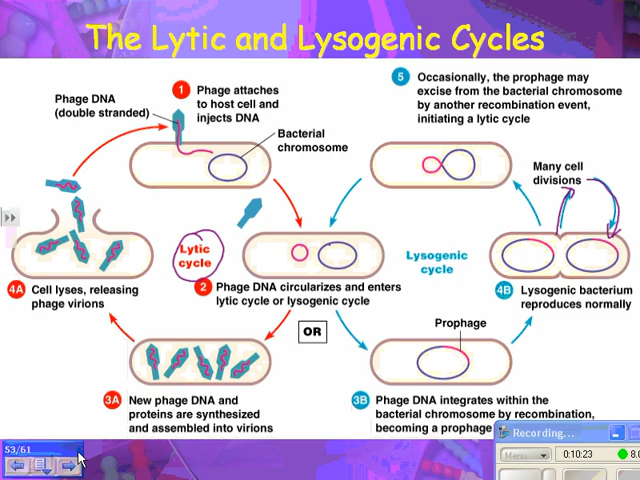 The Lytic and Lysogenic Cycles
Phage DNA
(double stranded)
1
Phage attaches
to host cell and
injects DNA
Bacterial
chromosome
5
Occasionally, the prophage may
excise from the bacterial chromosome
by another recombination event,
initiating a lytic cycle
Many cell
divisions
Lytic
cycle
Lysogenic
cycle
4A
Cell lyses, releasing
phage virions
2
Phage DNA circularizes and enters
lytic cycle or lysogenic cycle
4B
Lysogenic bacterium
reproduces normally
OR
Prophage
3A
New phage DNA and
proteins are synthesized
and assembled into virions
3B
Phage DNA integrates within the
bacterial chromosome by recombination,
becoming a prophage
53/61
Recording...
Menu
0:10:23
8.0